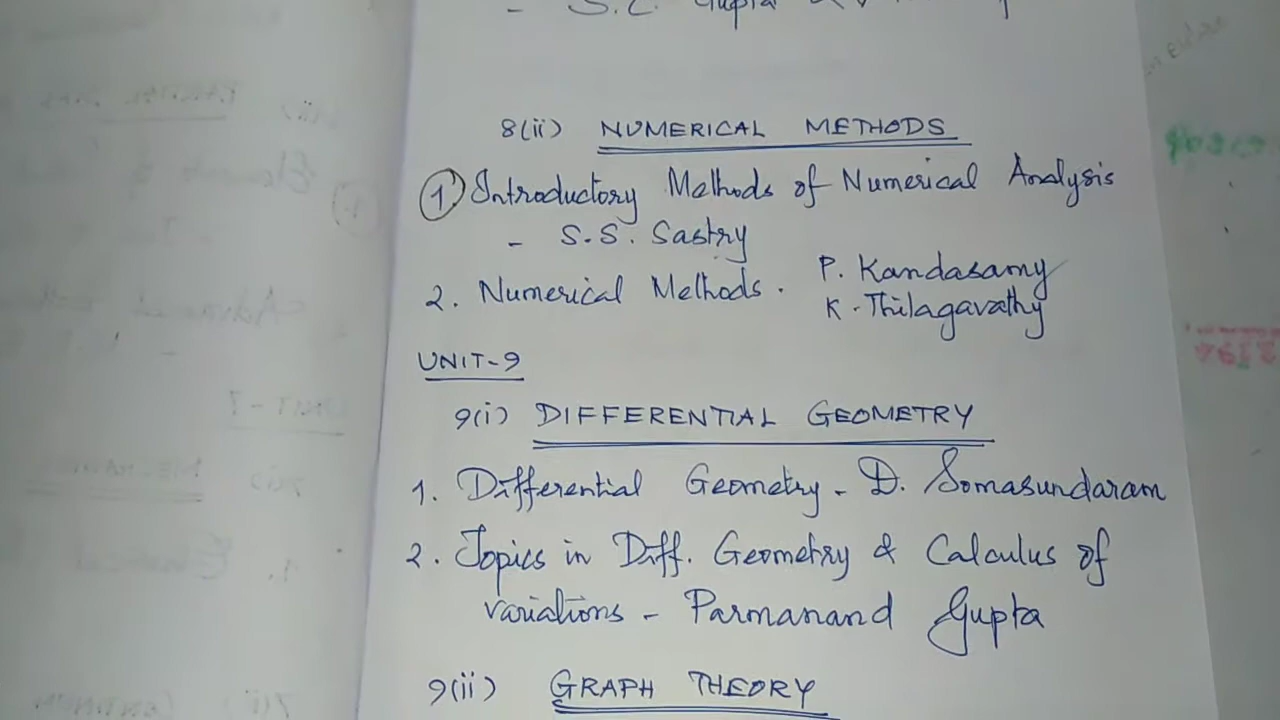 - S.C. Gupta &
8(ii) NUMERICAL METHODS
1 Introductory Methods of Numerical Analysis
- S.S. Sastry
2. Numerical Methods. P. Kandasamy
K. Thilagavathy
UNIT-9
9(i) DIFFERENTIAL GEOMETRY
1. Differential Geometry - D. Somasundaram
2. Topics in Diff. Geometry & Calculus of
variations - Parmanand Gupta
9(ii) GRAPH THEORY